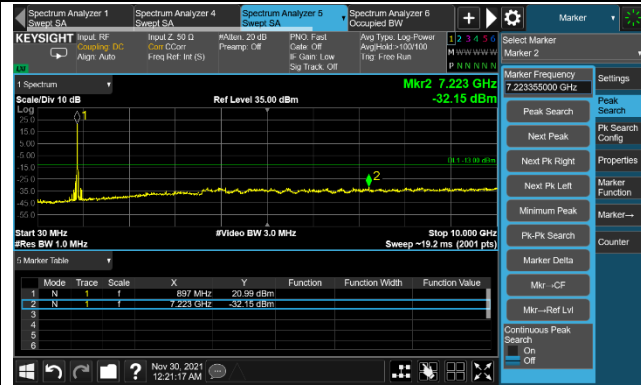 Spectrum Analyzer 1
Swept SA
Spectrum Analyzer 4
Swept SA
Spectrum Analyzer 5
Swept SA
Spectrum Analyzer 6
Occupied BW
Marker
KEYSIGHT
Input: RF
Coupling: DC
Align: Auto
Input Z: 50 Ω
Corr CCorr
Freq Ref: Int (S)
#Atten: 20 dB
Preamp: Off
PNO: Fast
Gate: Off
IF Gain: Low
Sig Track: Off
Avg Type: Log-Power
Avg|Hold:>100/100
Trig: Free Run
1 2 3 4 5 6
M W W W W W
P N N N N N
LXI
1 Spectrum
Scale/Div 10 dB
Log
Ref Level 35.00 dBm
Mkr2 7.223 GHz
-32.15 dBm
25.0
15.0
5.00
-5.00
-15.0
-25.0
-35.0
-45.0
-55.0
1
2
DL1 -13.00 dBm
Start 30 MHz
#Res BW 1.0 MHz
#Video BW 3.0 MHz
Stop 10.000 GHz
Sweep ~19.2 ms (2001 pts)
5 Marker Table
Mode Trace Scale X Y Function Function Width Function Value
1 N 1 f 897 MHz 20.99 dBm
2 N 1 f 7.223 GHz -32.15 dBm
3
4
5
6
Nov 30, 2021
12:21:17 AM
Select Marker
Marker 2
Marker Frequency
7.223355000 GHz
Peak Search
Next Peak
Next Pk Right
Next Pk Left
Minimum Peak
Pk-Pk Search
Marker Delta
Mkr→CF
Mkr→Ref Lvl
Continuous Peak
Search
On
Off
Settings
Peak
Search
Pk Search
Config
Properties
Marker
Function
Marker→
Counter